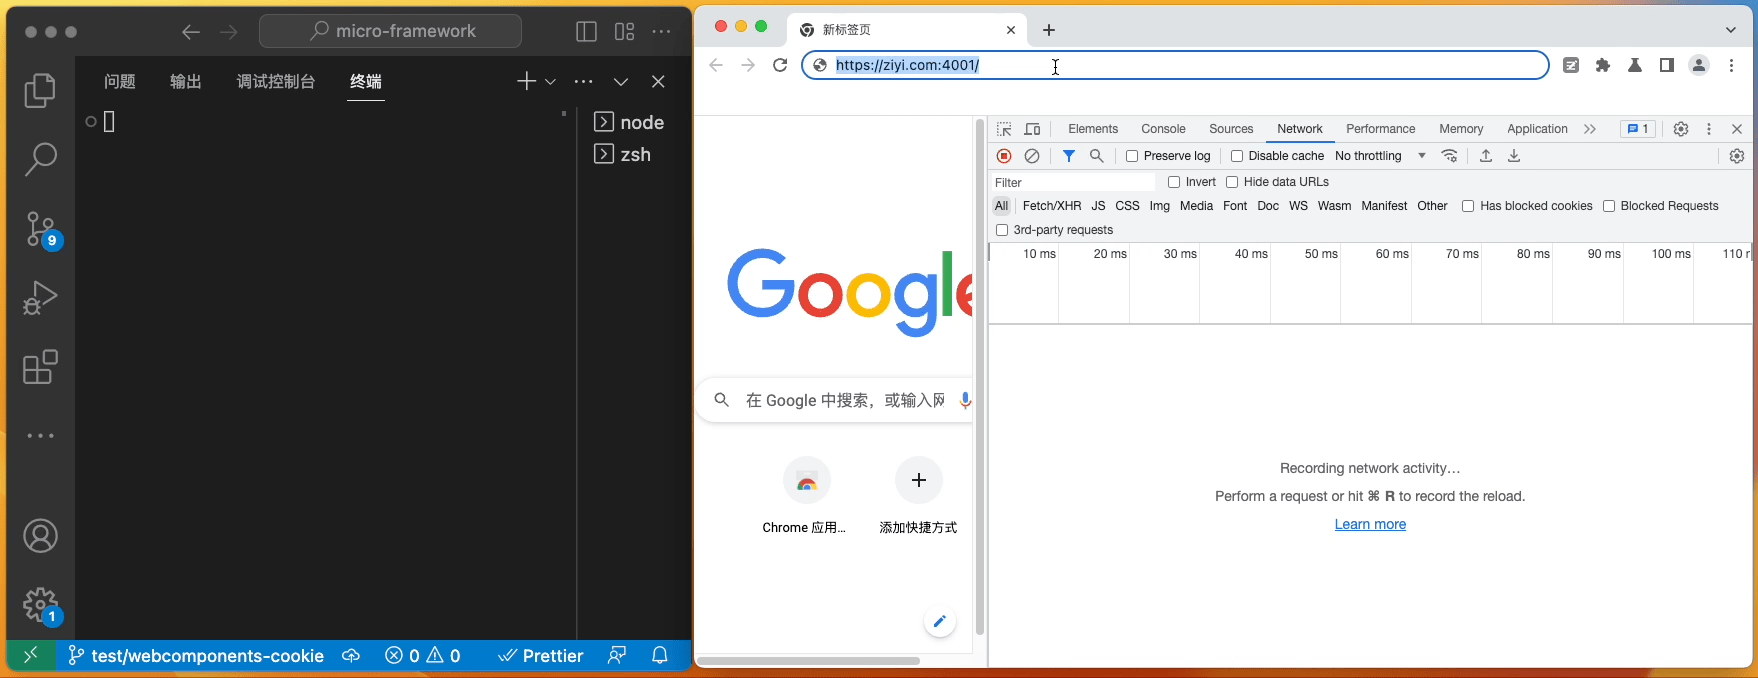 micro-framework
问题 输出 调试控制台 终端
node
zsh
9
1
test/webcomponents-cookie 0 0 Prettier
新标签页
https://ziyi.com:4001/
Google
在 Google 中搜索，或输入网
Chrome 应用... 添加快捷方式
Elements Console Sources Network Performance Memory Application 1
Preserve log Disable cache No throttling
Filter Invert Hide data URLs
All Fetch/XHR JS CSS Img Media Font Doc WS Wasm Manifest Other Has blocked cookies Blocked Requests
3rd-party requests
10 ms 20 ms 30 ms 40 ms 50 ms 60 ms 70 ms 80 ms 90 ms 100 ms 110
Recording network activity…
Perform a request or hit ⌘ R to record the reload.
Learn more